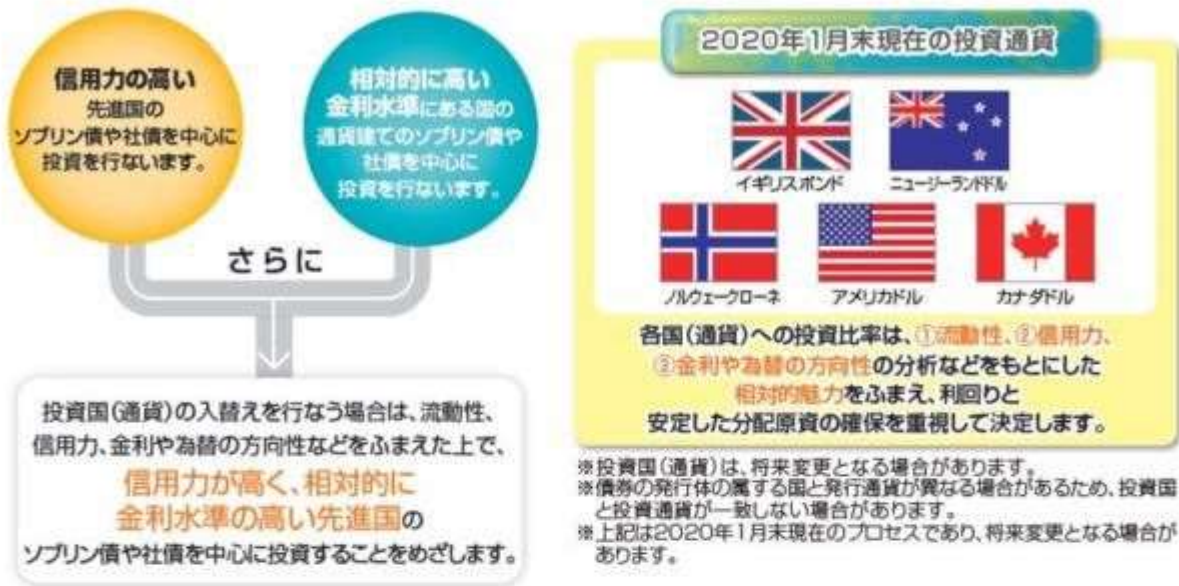 信用力の高い
先進国の
ソブリン債や社債を中心に
投資を行ないます。
相対的に高い
金利水準にある国の
通貨建てのソブリン債や
社債を中心に
投資を行ないます。
さらに
投資国(通貨)の入替えを行なう場合は、流動性、
信用力、金利や為替の方向性などをふまえた上で、
信用力が高く、相対的に
金利水準の高い先進国の
ソブリン債や社債を中心に投資することをめざします。
2020年1月末現在の投資通貨
イギリスポンド
ニュージーランドドル
ノルウェークローネ
アメリカドル
カナダドル
各国(通貨)への投資比率は、①流動性、②信用力、
③金利や為替の方向性の分析などをもとにした
相対的魅力をふまえ、利回りと
安定した分配原資の確保を重視して決定します。
※投資国(通貨)は、将来変更となる場合があります。
※債券の発行体の属する国と発行通貨が異なる場合があるため、投資国
と投資通貨が一致しない場合があります。
※上記は2020年1月末現在のプロセスであり、将来変更となる場合が
あります。